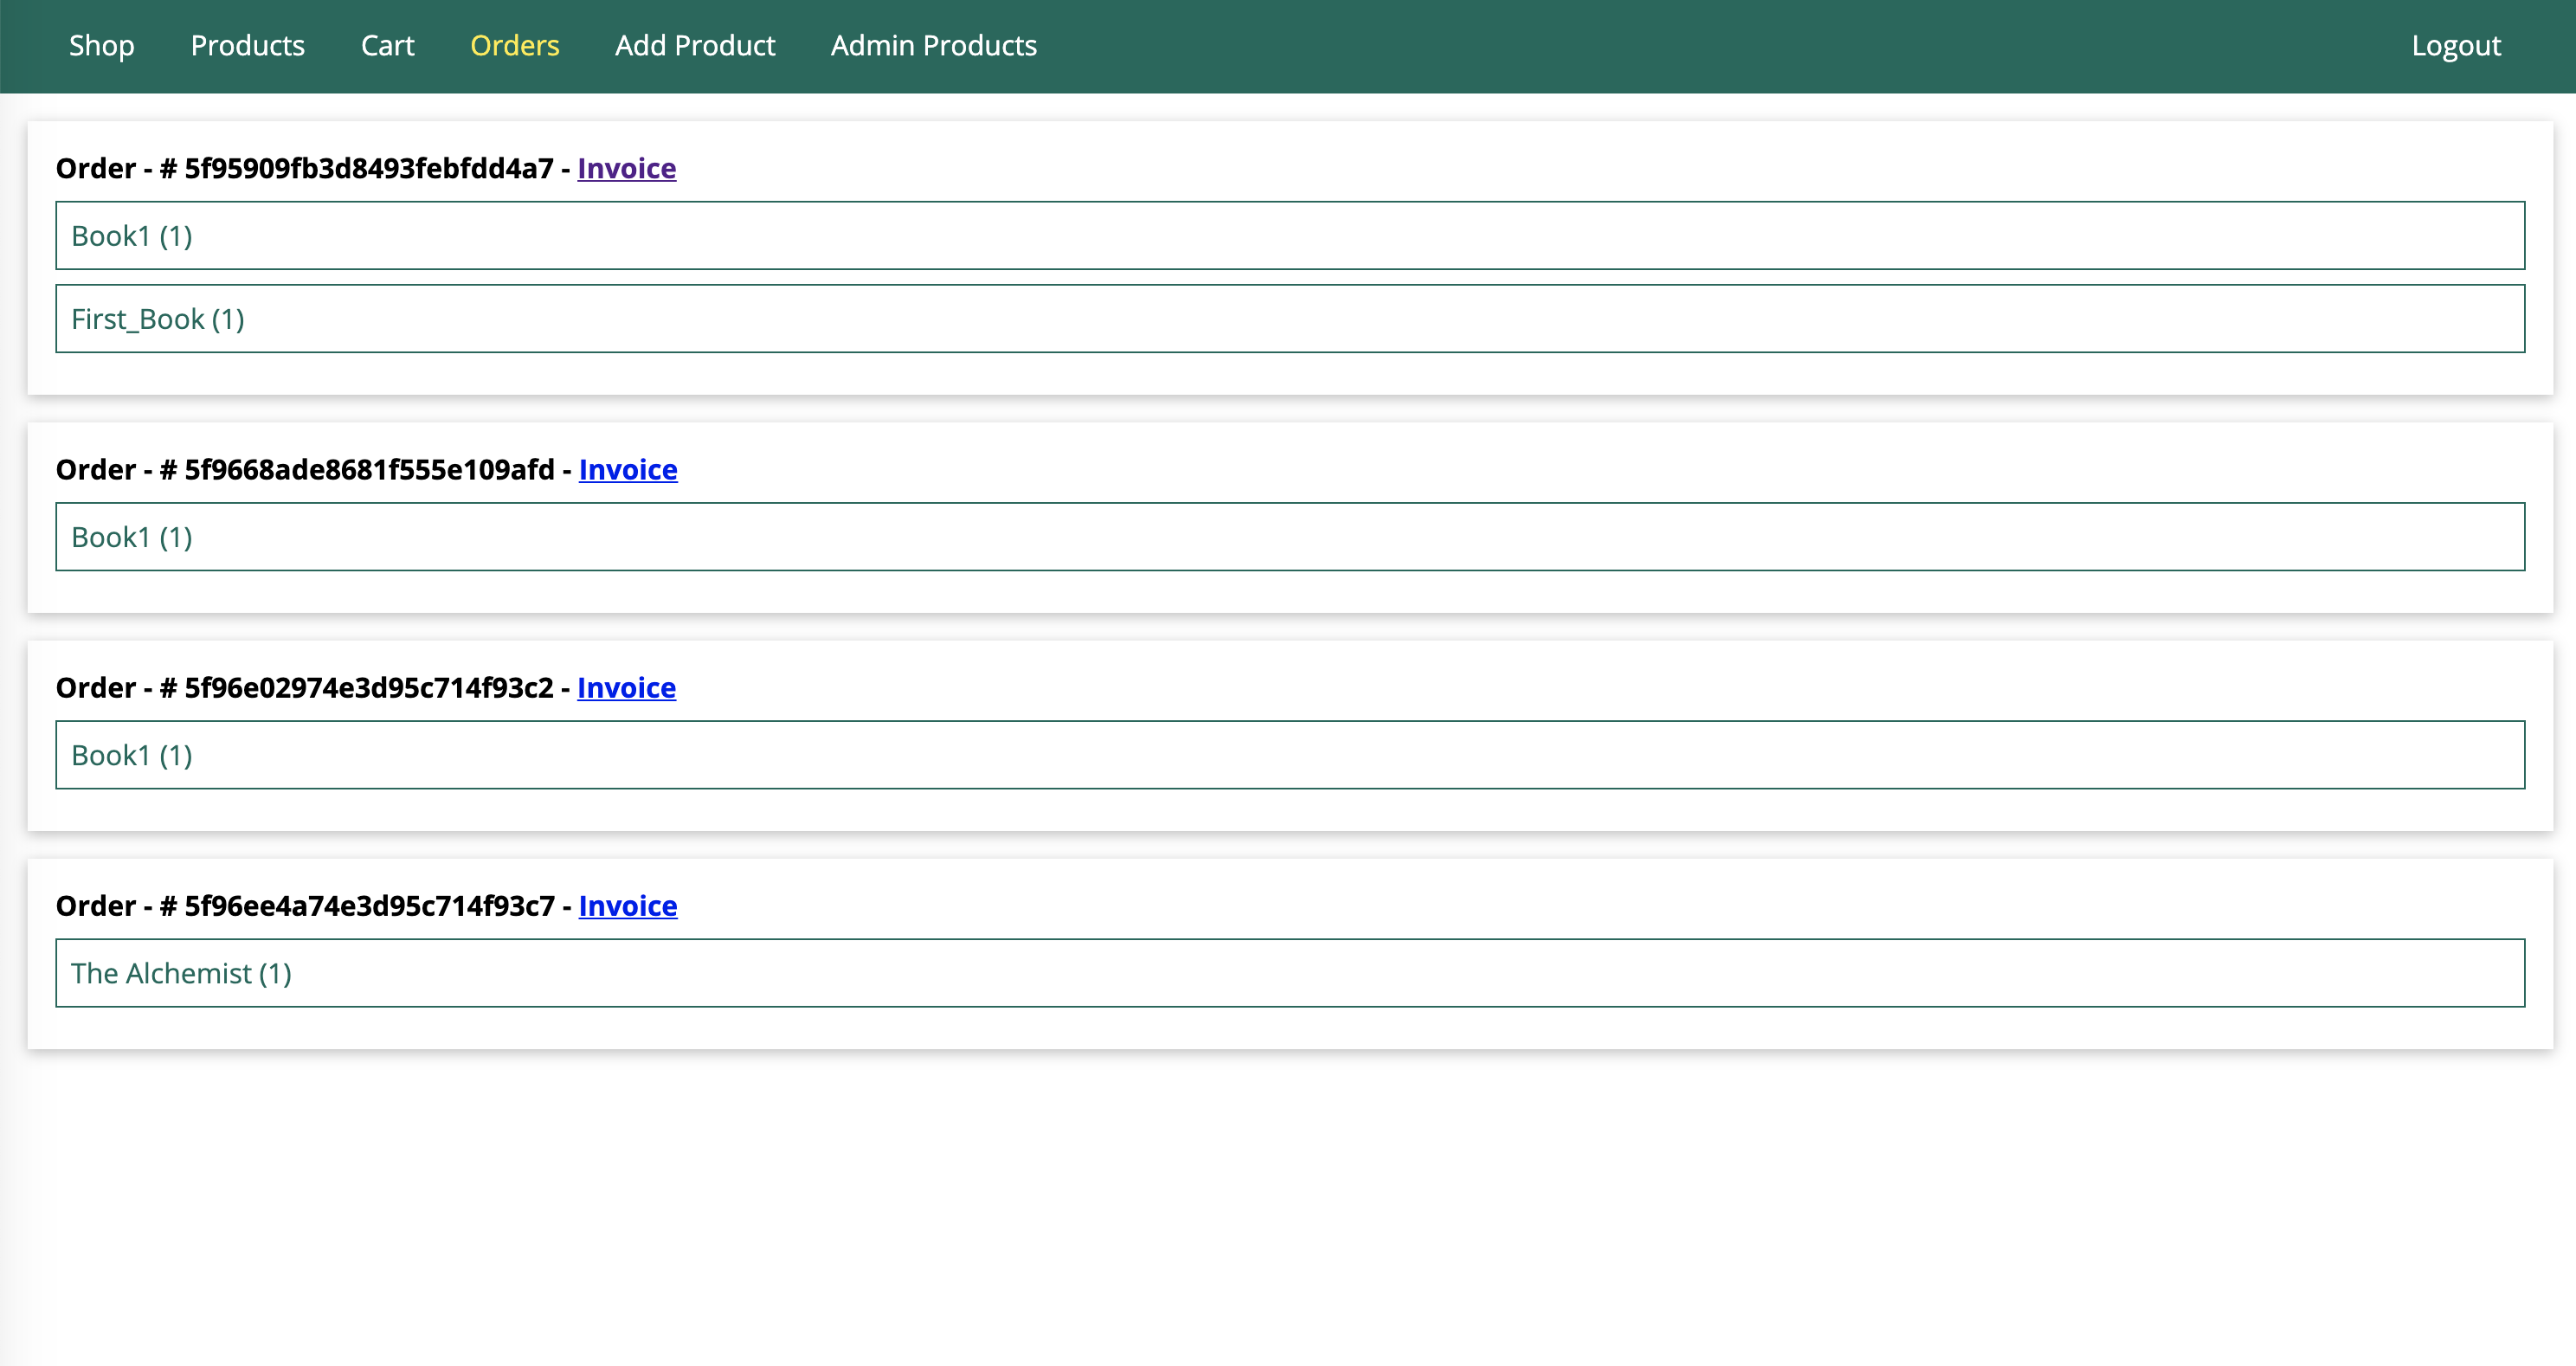 Shop Products Cart Orders Add Product Admin Products Logout
Order - # 5f95909fb3d8493febfdd4a7 - Invoice
Book1 (1)
First_Book (1)
Order - # 5f9668ade8681f555e109afd - Invoice
Book1 (1)
Order - # 5f96e02974e3d95c714f93c2 - Invoice
Book1 (1)
Order - # 5f96ee4a74e3d95c714f93c7 - Invoice
The Alchemist (1)